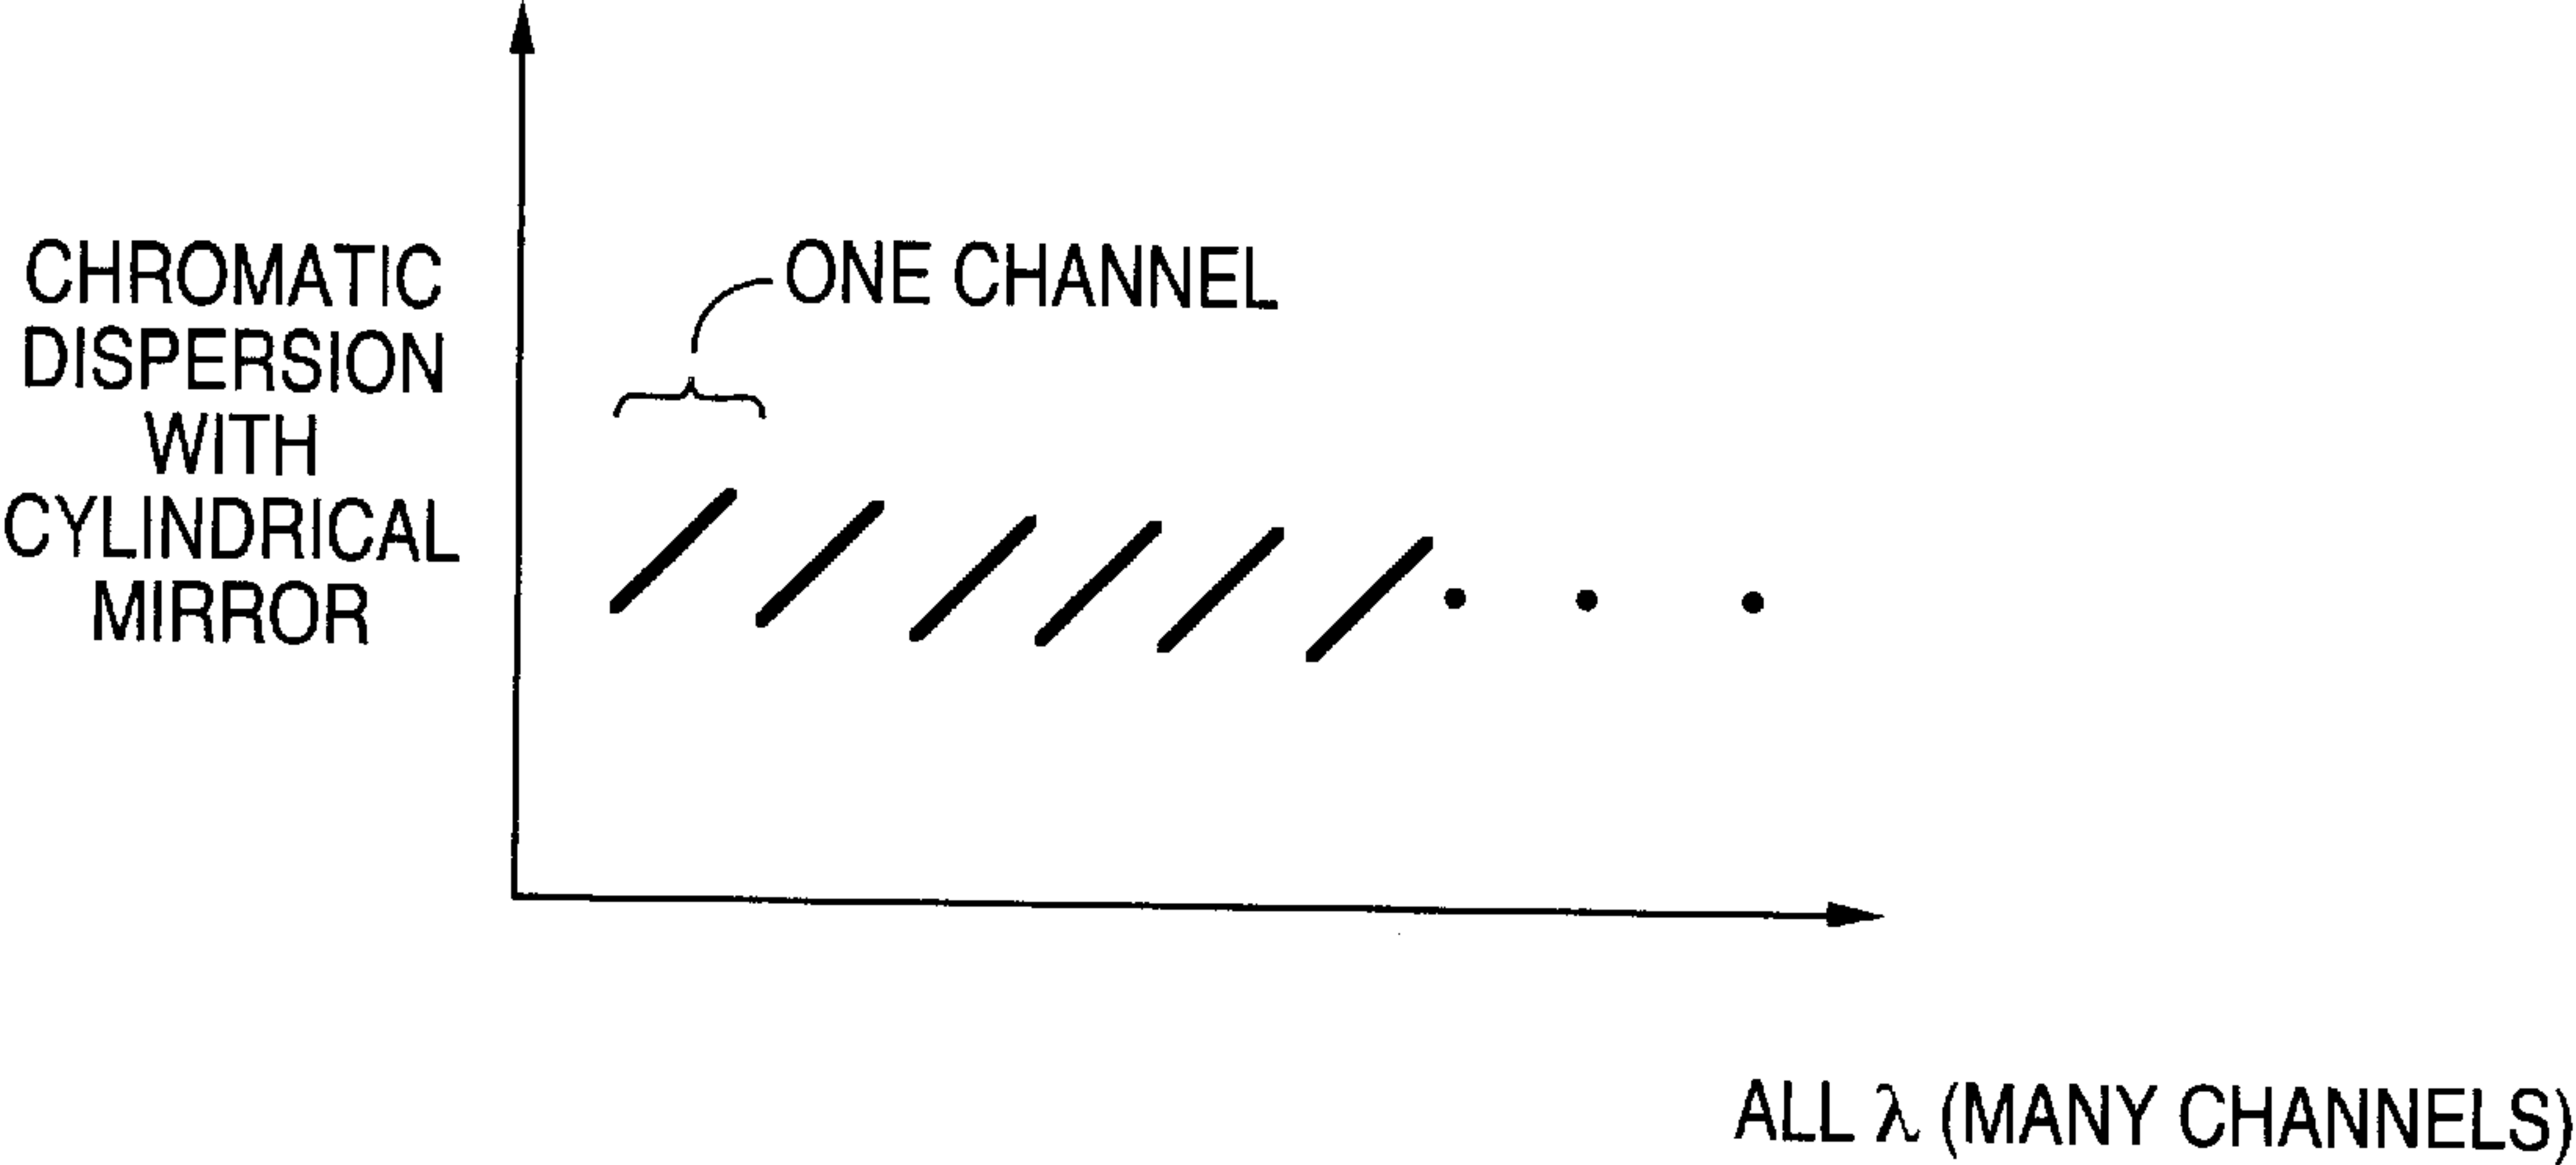 CHROMATIC
DISPERSION
WITH
CYLINDRICAL
MIRROR
ONE CHANNEL
ALL λ (MANY CHANNELS)